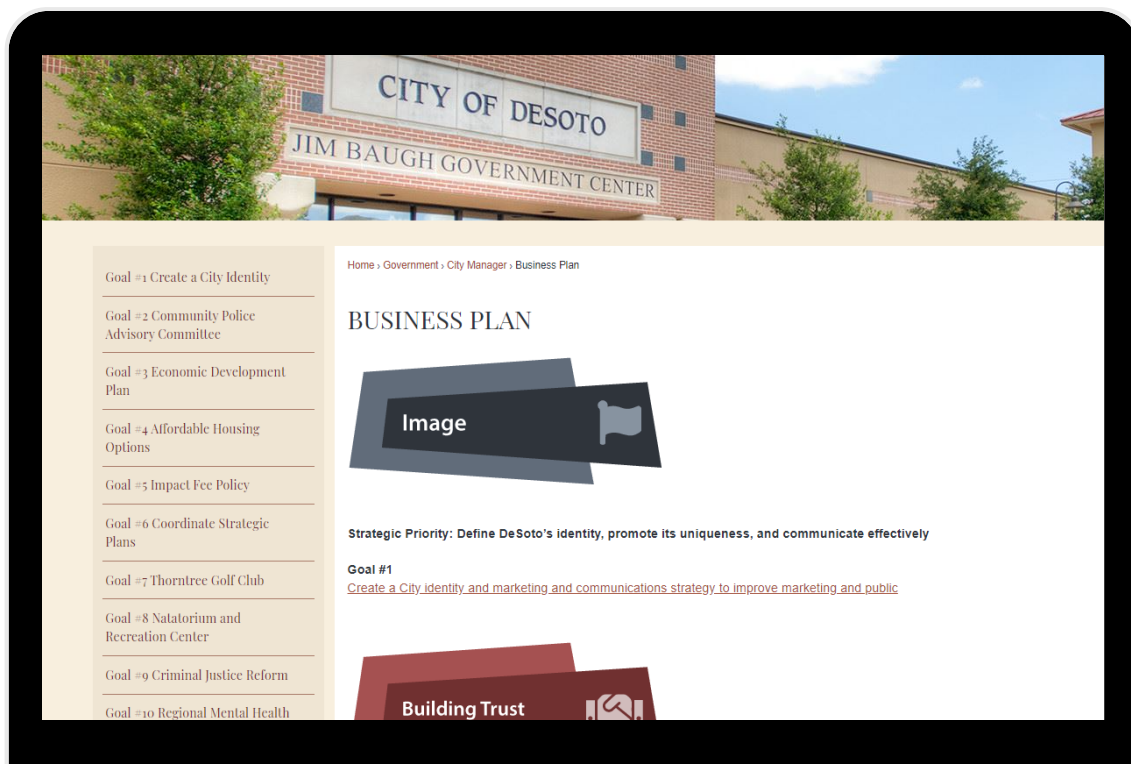 CITY OF DESOTO
JIM BAUGH GOVERNMENT CENTER
Goal #1 Create a City Identity
Goal #2 Community Police
Advisory Committee
Goal #3 Economic Development
Plan
Goal #4 Affordable Housing
Options
Goal #5 Impact Fee Policy
Goal #6 Coordinate Strategic
Plans
Goal #7 Thorntree Golf Club
Goal #8 Natatorium and
Recreation Center
Goal #9 Criminal Justice Reform
Goal #10 Regional Mental Health
Home › Government › City Manager › Business Plan
BUSINESS PLAN
Image
Strategic Priority: Define DeSoto's identity, promote its uniqueness, and communicate effectively
Goal #1
Create a City identity and marketing and communications strategy to improve marketing and public
Building Trust